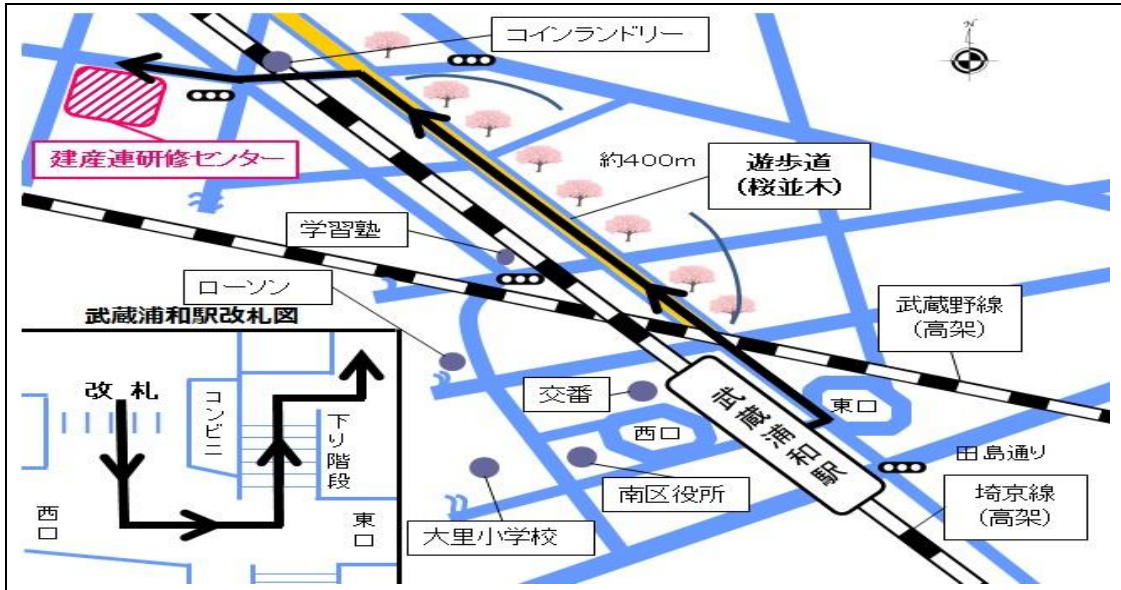 コインランドリー
N
建産連研修センター
約400m
遊歩道
(桜並木)
学習塾
ローソン
武蔵野線
(高架)
武蔵浦和駅改札図
改札
コンビニ
下り階段
西口
東口
交番
西口
東口
武蔵浦和駅
田島通り
南区役所
大里小学校
埼京線
(高架)